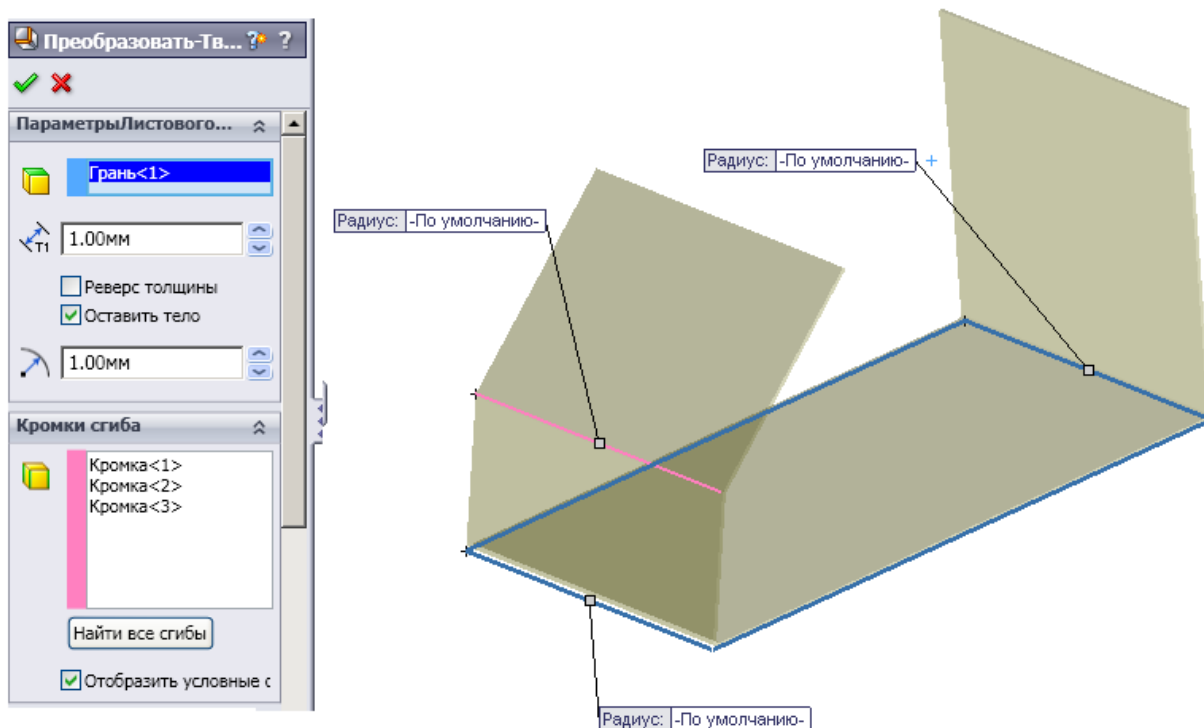 Преобразовать-Тв... ? ?
ПараметрыЛистового...
Грань<1>
T1
1.00мм
Реверс толщины
Оставить тело
1.00мм
Кромки сгиба
Кромка<1>
Кромка<2>
Кромка<3>
Найти все сгибы
Отобразить условные с
Радиус: -По умолчанию-
Радиус: -По умолчанию-
Радиус: -По умолчанию-